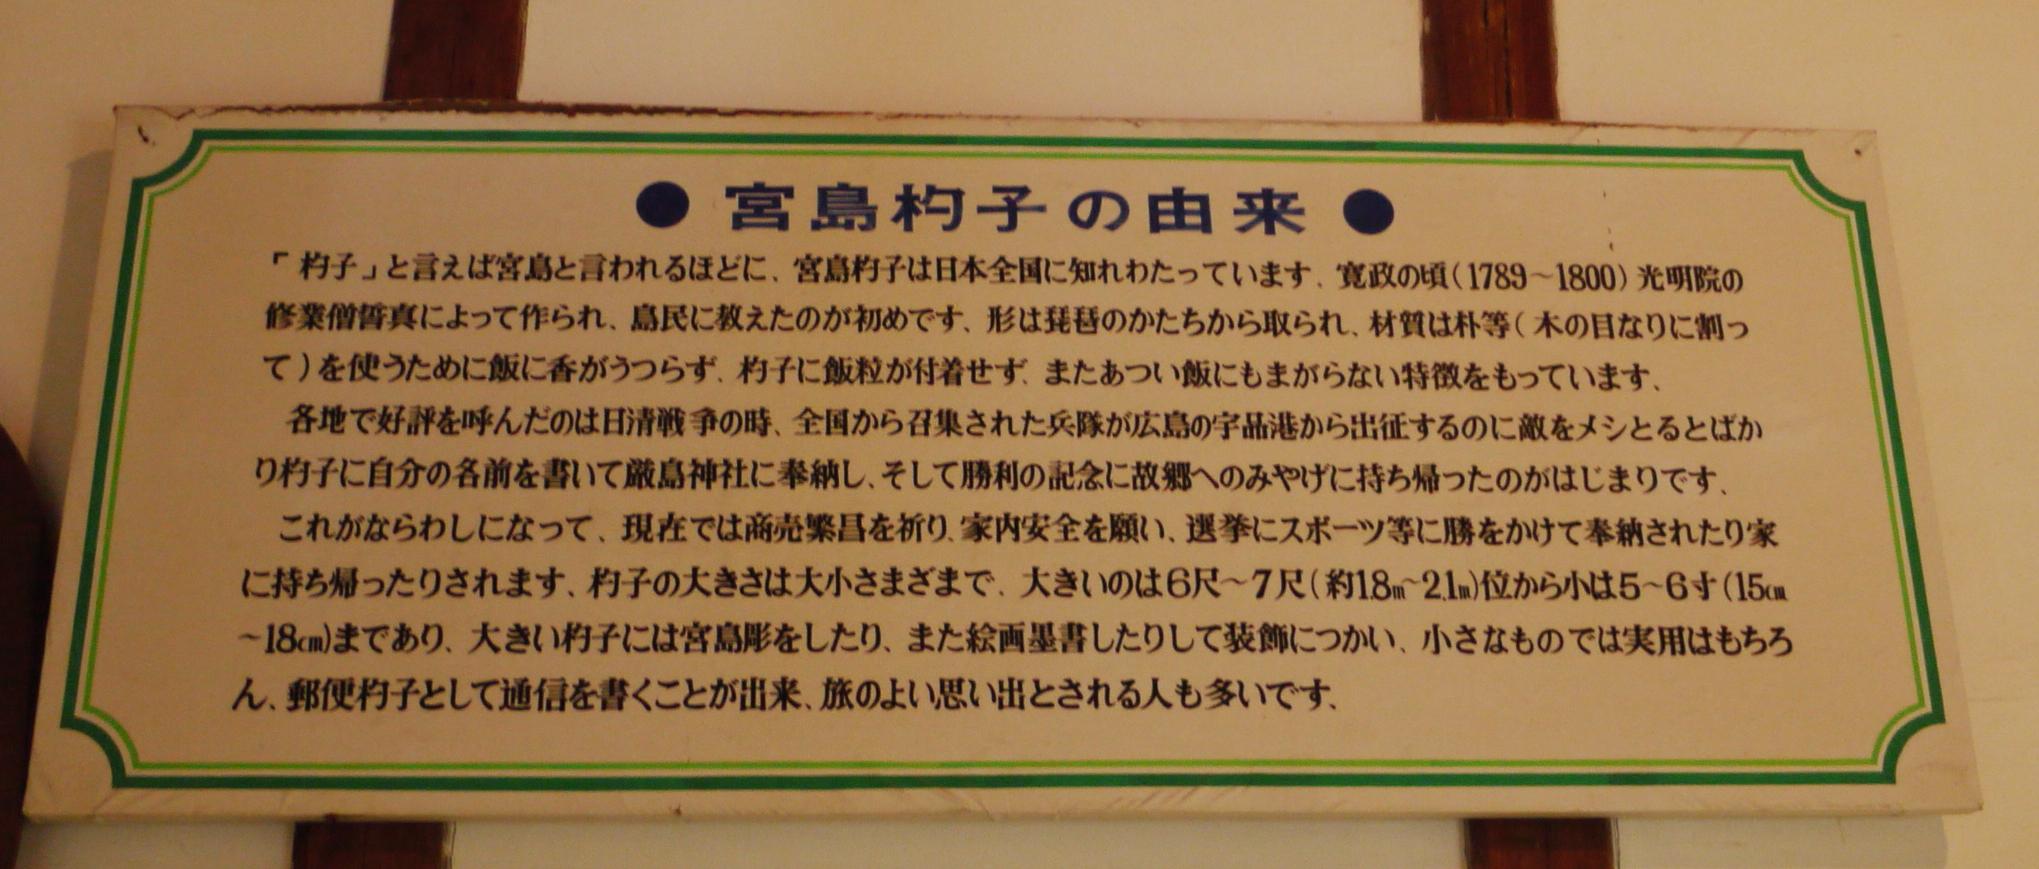 ●宮島杓子の由来●
「杓子」と言えば宮島と言われるほどに、宮島杓子は日本全国に知れわたっています。寛政の頃(1789～1800)光明院の
修業僧誓真によって作られ、島民に教えたのが初めです、形は琵琶のかたちから取られ、材質は朴等(木の目なりに割っ
て)を使うために飯に香がうつらず、杓子に飯粒が付着せず、またあつい飯にもまがらない特徴をもっています、
各地で好評を呼んだのは日清戦争の時、全国から召集された兵隊が広島の宇品港から出征するのに敵をメシとるとばか
り杓子に自分の名前を書いて厳島神社に奉納し、そして勝利の記念に故郷へのみやげに持ち帰ったのがはじまりです、
これがならわしになって、現在では商売繁昌を祈り、家内安全を願い、選挙にスポーツ等に勝をかけて奉納されたり家
に持ち帰ったりされます、杓子の大きさは大小さまざまで、大きいのは6尺～7尺(約1.8m～2.1m)位から小は5～6寸(15㎝
～18㎝)まであり、大きい杓子には宮島彫をしたり、また絵画墨書したりして装飾につかい、小さなものでは実用はもちろ
ん、郵便杓子として通信を書くことが出来、旅のよい思い出とされる人も多いです、